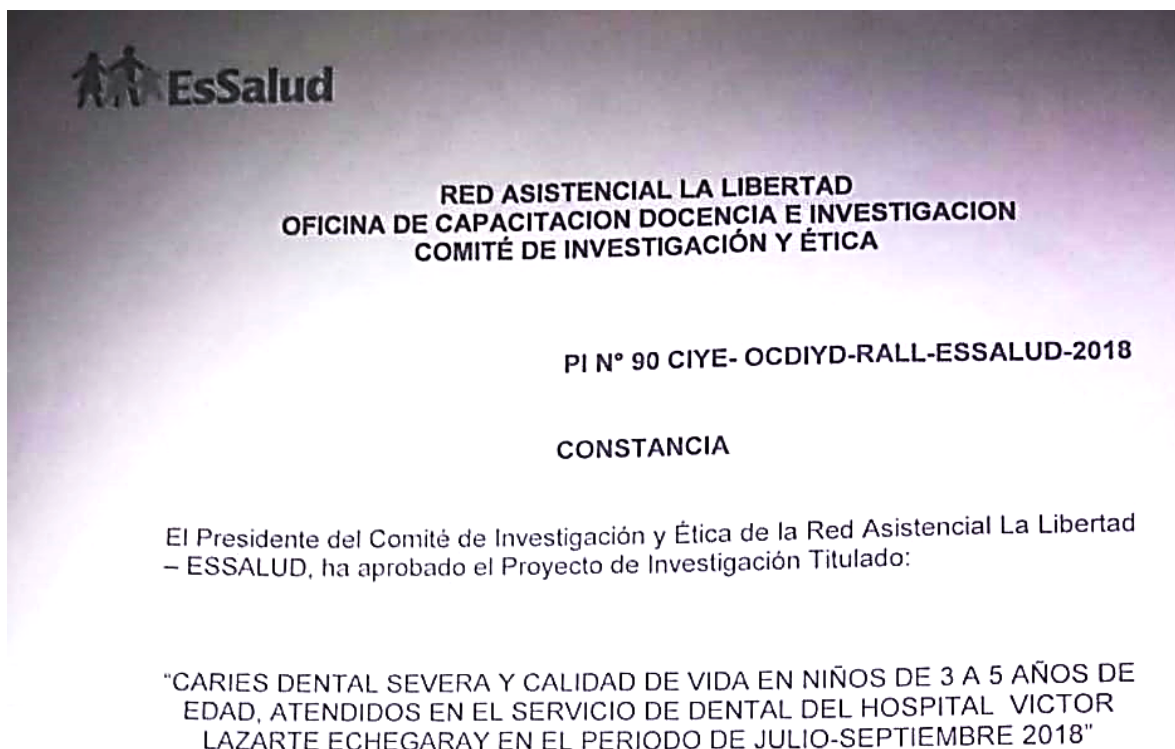 EsSalud
RED ASISTENCIAL LA LIBERTAD
OFICINA DE CAPACITACION DOCENCIA E INVESTIGACION
COMITÉ DE INVESTIGACIÓN Y ÉTICA
PI N° 90 CIYE- OCDIYD-RALL-ESSALUD-2018
CONSTANCIA
El Presidente del Comité de Investigación y Ética de la Red Asistencial La Libertad
– ESSALUD, ha aprobado el Proyecto de Investigación Titulado:
"CARIES DENTAL SEVERA Y CALIDAD DE VIDA EN NIÑOS DE 3 A 5 AÑOS DE
EDAD, ATENDIDOS EN EL SERVICIO DE DENTAL DEL HOSPITAL VICTOR
LAZARTE ECHEGARAY EN EL PERIODO DE JULIO-SEPTIEMBRE 2018"